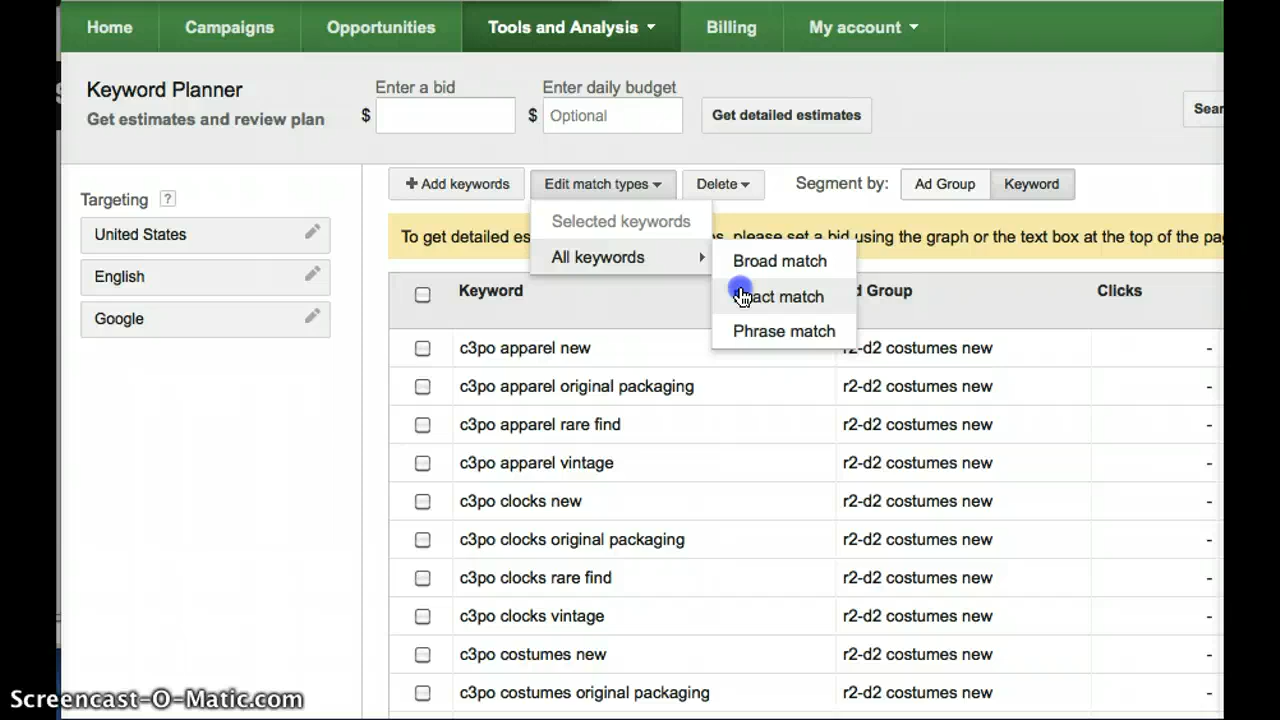 Home Campaigns Opportunities Tools and Analysis Billing My account
Keyword Planner
Get estimates and review plan
Enter a bid
$
Enter daily budget
$ Optional
Get detailed estimates
Targeting ?
United States
English
Google
+ Add keywords Edit match types Delete Segment by: Ad Group Keyword
Selected keywords
All keywords
Broad match
match
Phrase match
To get detailed please set a bid using the graph or the text box at the top of the
Keyword Group Clicks
c3po apparel new r2-d2 costumes new -
c3po apparel original packaging r2-d2 costumes new -
c3po apparel rare find r2-d2 costumes new -
c3po apparel vintage r2-d2 costumes new -
c3po clocks new r2-d2 costumes new -
c3po clocks original packaging r2-d2 costumes new -
c3po clocks rare find r2-d2 costumes new -
c3po clocks vintage r2-d2 costumes new -
c3po costumes new r2-d2 costumes new -
c3po costumes original packaging r2-d2 costumes new -
Screencast-O-Matic.com